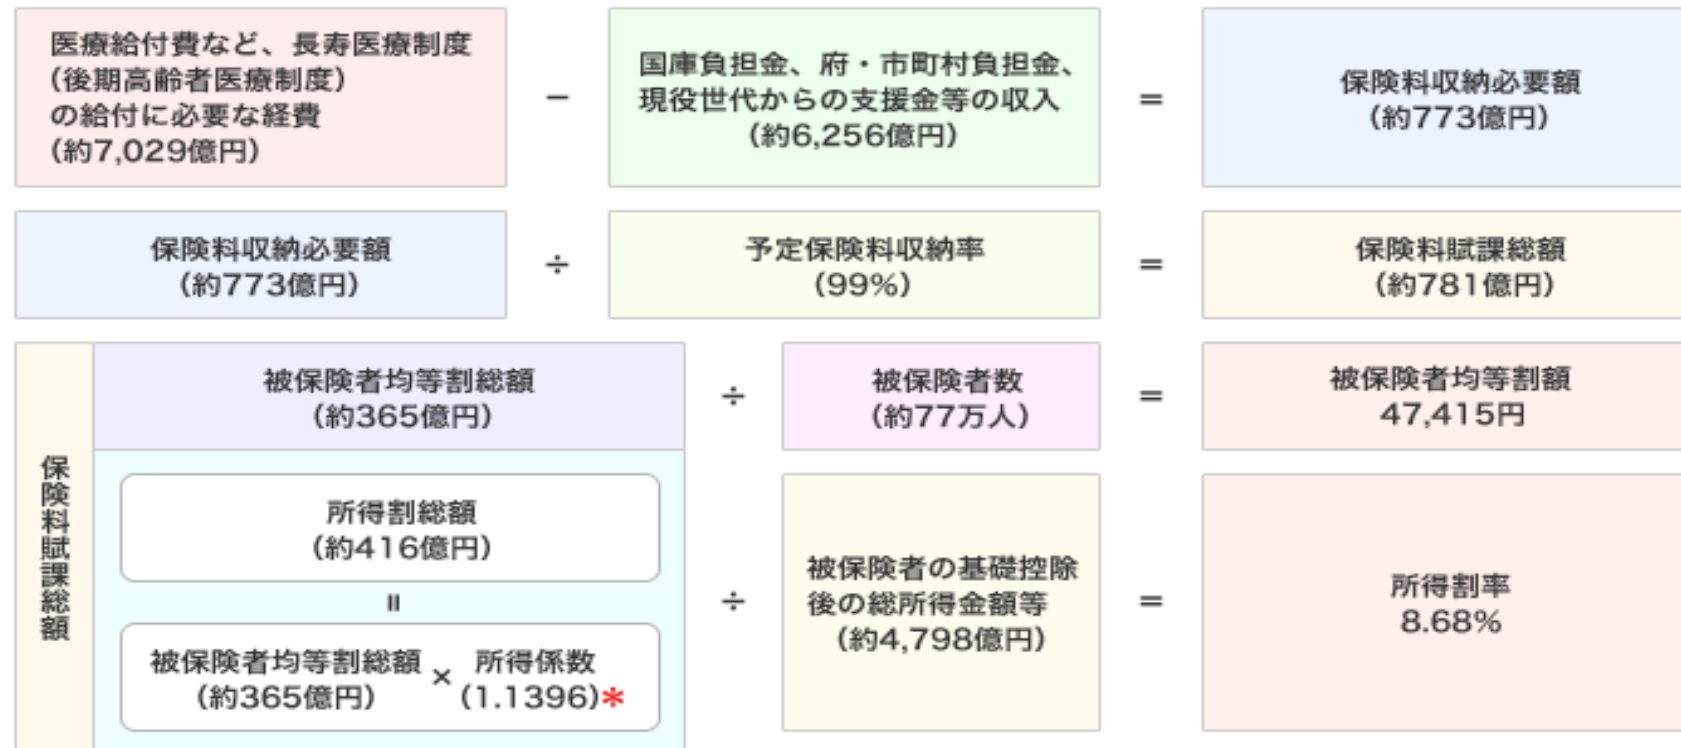 医療給付費など、長寿医療制度
（後期高齢者医療制度）
の給付に必要な経費
（約7,029億円）
−
国庫負担金、府・市町村負担金、
現役世代からの支援金等の収入
（約6,256億円）
＝
保険料収納必要額
（約773億円）
保険料収納必要額
（約773億円）
÷
予定保険料収納率
（99%）
＝
保険料賦課総額
（約781億円）
保険料賦課総額
被保険者均等割総額
（約365億円）
÷
被保険者数
（約77万人）
＝
被保険者均等割額
47,415円
所得割総額
（約416億円）
＝
被保険者均等割総額
（約365億円）
×
所得係数
（1.1396）*
÷
被保険者の基礎控除
後の総所得金額等
（約4,798億円）
＝
所得割率
8.68%